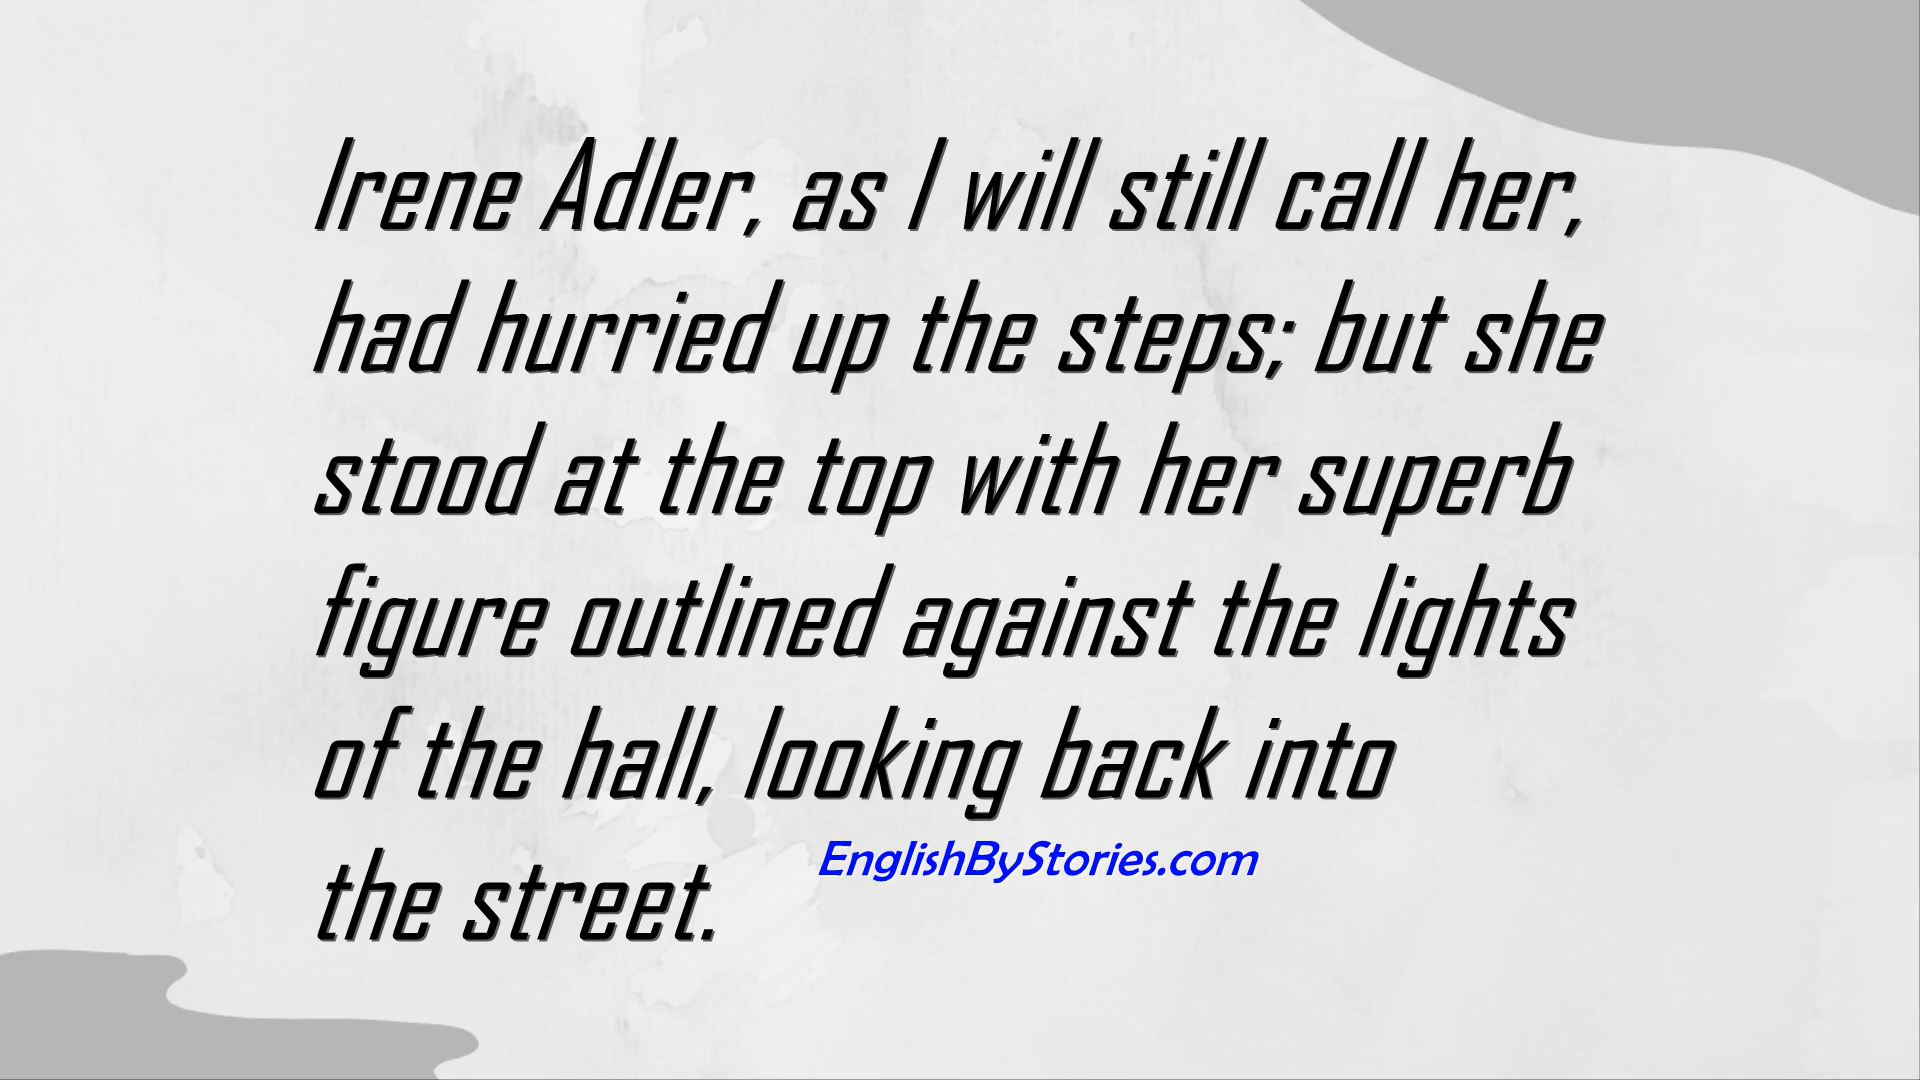 Irene Adler, as I will still call her,
had hurried up the steps; but she
stood at the top with her superb
figure outlined against the lights
of the hall, looking back into
the street.
EnglishByStories.com